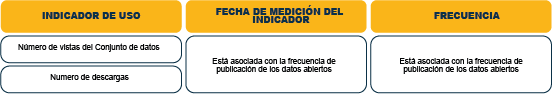 INDICADOR DE USO
FECHA DE MEDICIÓN DEL
INDICADOR
FRECUENCIA
Número de vistas del Conjunto de datos
Numero de descargas
Está asociada con la frecuencia de
publicación de los datos abiertos
Está asociada con la frecuencia de
publicación de los datos abiertos